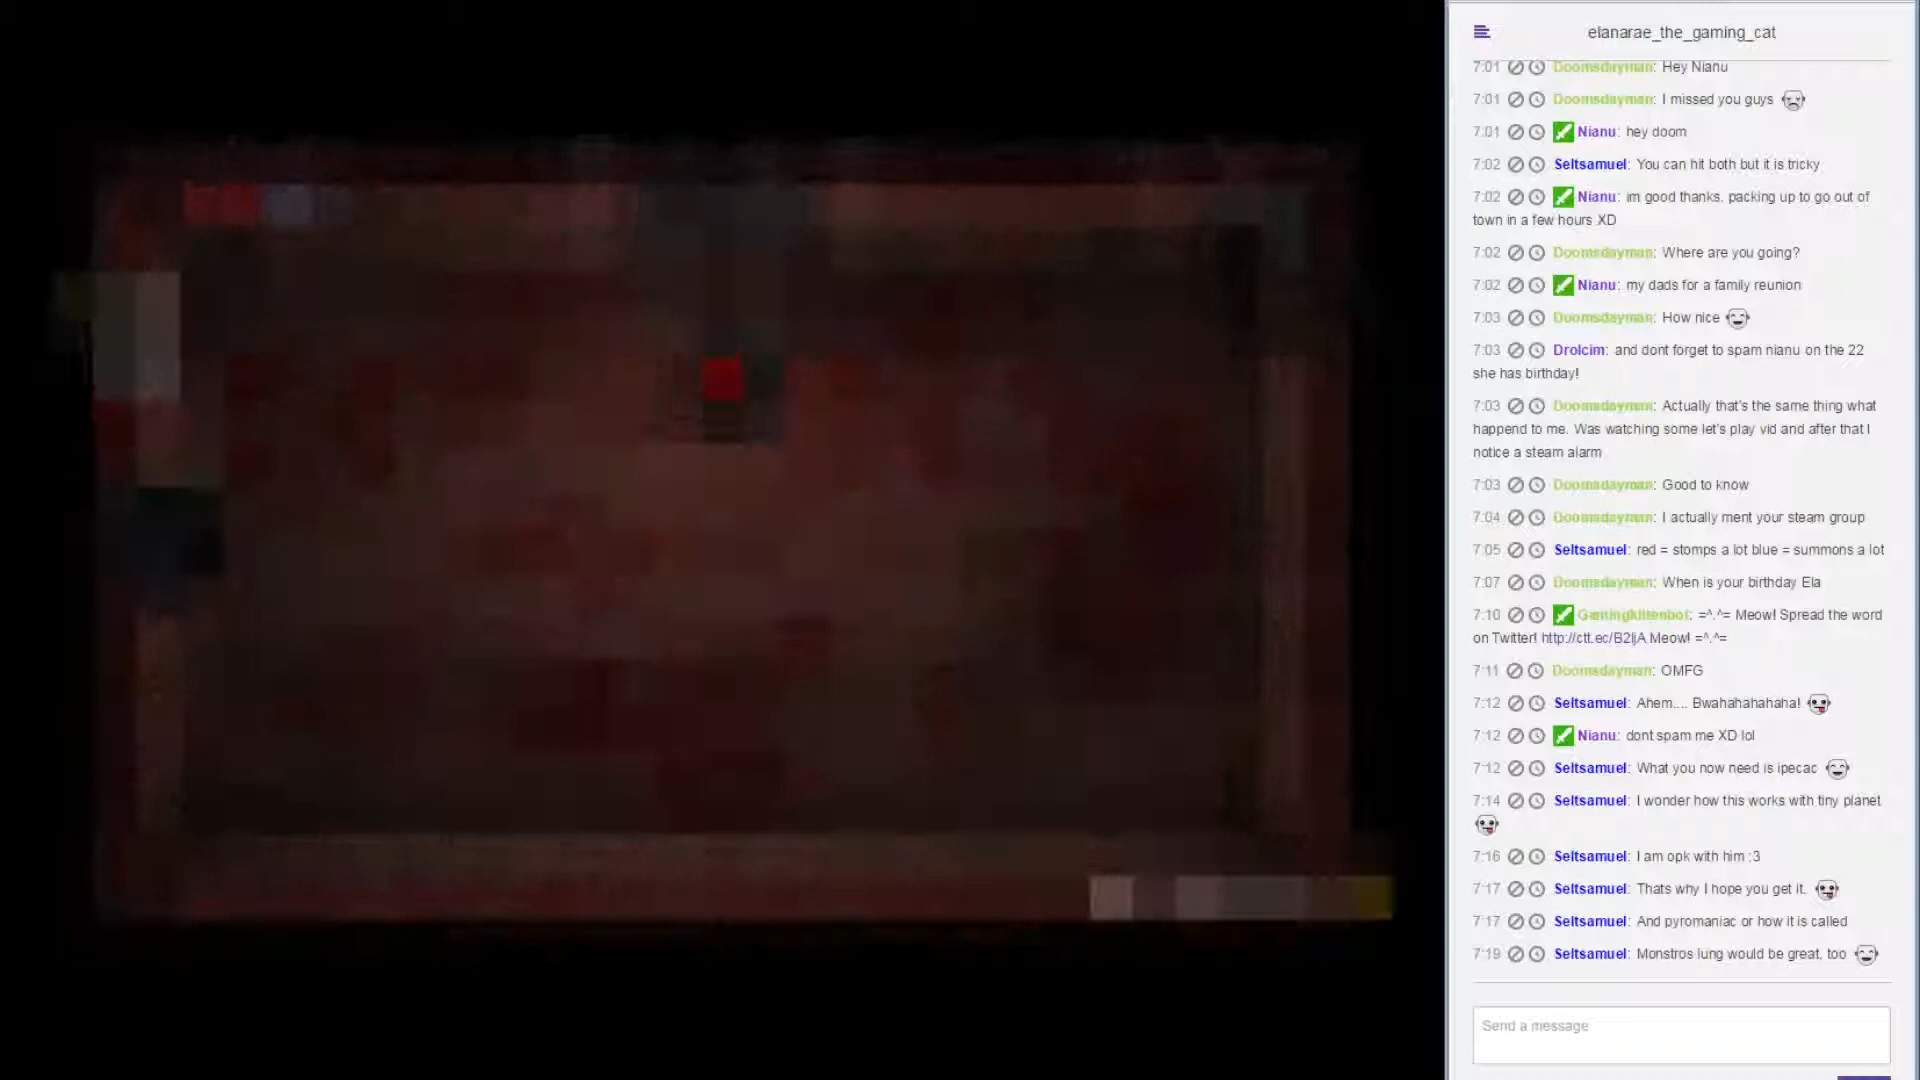 elanarae_the_gaming_cat
7:01 Doomsdayman: Hey Nianu
7:01 Doomsdayman: I missed you guys
7:01 Nianu: hey doom
7:02 Seltsamuel: You can hit both but it is tricky
7:02 Nianu: im good thanks. packing up to go out of
town in a few hours XD
7:02 Doomsdayman: Where are you going?
7:02 Nianu: my dads for a family reunion
7:03 Doomsdayman: How nice
7:03 Drolcim: and dont forget to spam nianu on the 22
she has birthday!
7:03 Doomsdayman: Actually that's the same thing what
happend to me. Was watching some let's play vid and after that I
notice a steam alarm
7:03 Doomsdayman: Good to know
7:04 Doomsdayman: I actually ment your steam group
7:05 Seltsamuel: red = stomps a lot blue = summons a lot
7:07 Doomsdayman: When is your birthday Ela
7:10 Gamingkittenbot: =^.^= Meow! Spread the word
on Twitter! http://ctt.ec/B2ljA Meow! =^.^=
7:11 Doomsdayman: OMFG
7:12 Seltsamuel: Ahem.... Bwahahahahaha!
7:12 Nianu: dont spam me XD lol
7:12 Seltsamuel: What you now need is ipecac
7:14 Seltsamuel: I wonder how this works with tiny planet
7:16 Seltsamuel: I am opk with him :3
7:17 Seltsamuel: Thats why I hope you get it.
7:17 Seltsamuel: And pyromaniac or how it is called
7:19 Seltsamuel: Monstros lung would be great, too
Send a message